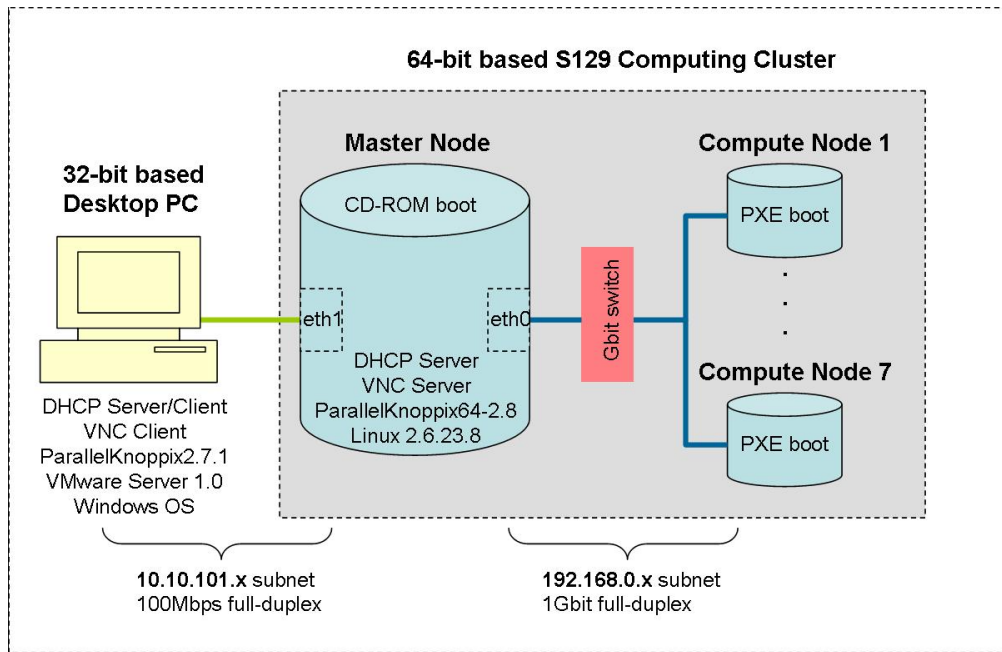 64-bit based S129 Computing Cluster
32-bit based
Desktop PC
DHCP Server/Client
VNC Client
ParallelKnoppix2.7.1
VMware Server 1.0
Windows OS
Master Node
CD-ROM boot
eth1
eth0
DHCP Server
VNC Server
ParallelKnoppix64-2.8
Linux 2.6.23.8
Gbit switch
Compute Node 1
PXE boot
.
.
.
.
Compute Node 7
PXE boot
10.10.101.x subnet
100Mbps full-duplex
192.168.0.x subnet
1Gbit full-duplex